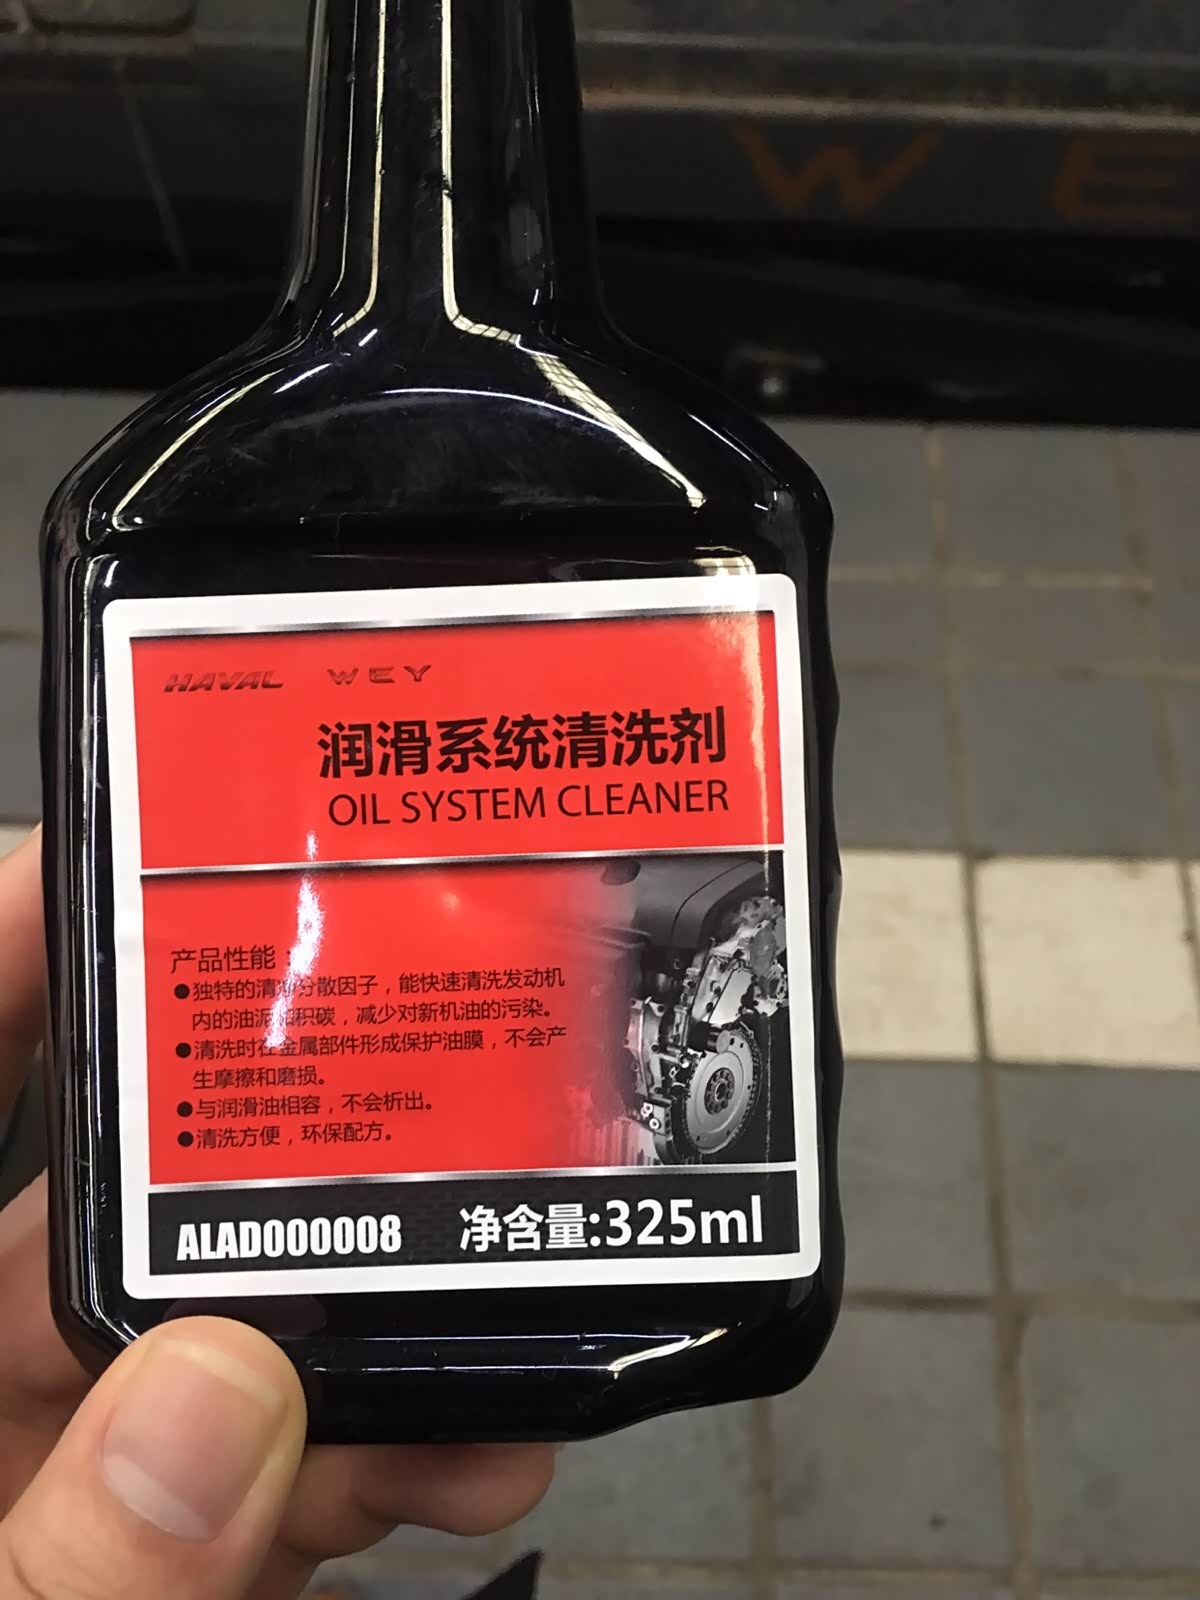 W E
HAVAL WEY
润滑系统清洗剂
OIL SYSTEM CLEANER
产品性能：
●独特的清净分散因子，能快速清洗发动机
内的油泥和积碳，减少对新机油的污染。
●清洗时在金属部件形成保护油膜，不会产
生摩擦和磨损。
●与润滑油相容，不会析出。
●清洗方便，环保配方。
ALAD000008 净含量:325ml